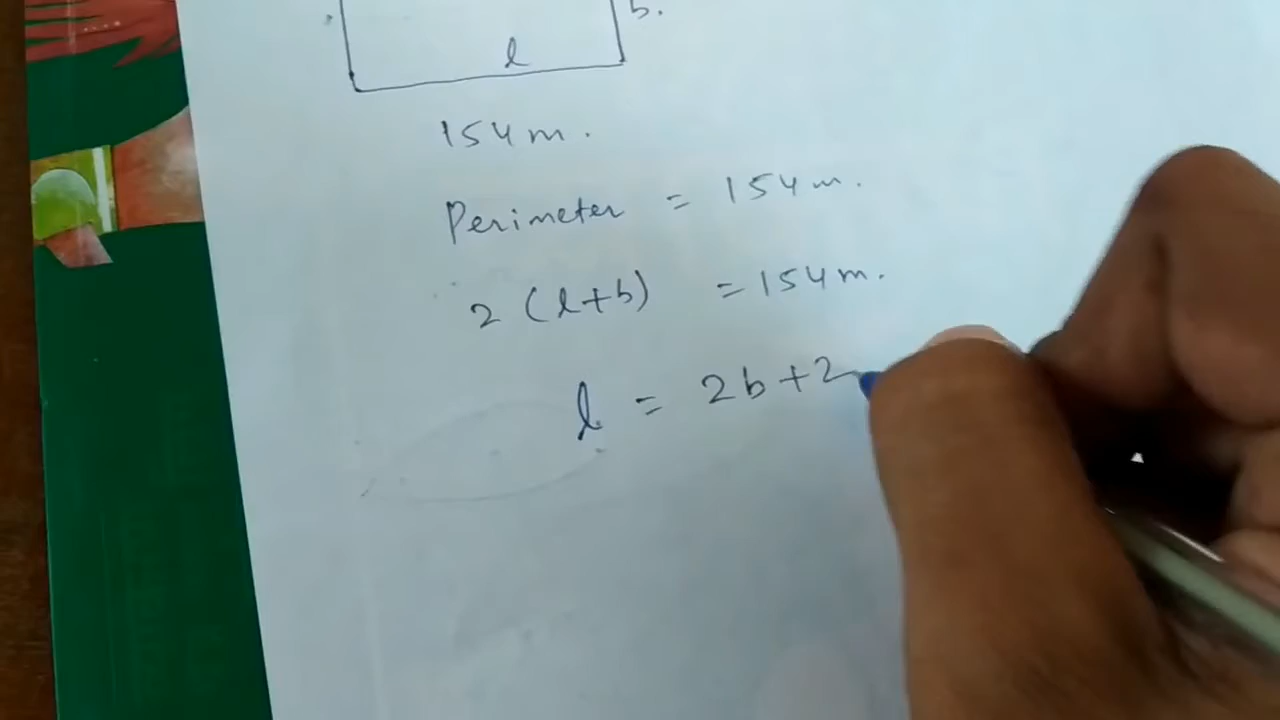 b.
l
154 m.
Perimeter = 154 m.
2 (l+b) = 154 m.
l = 2b+2